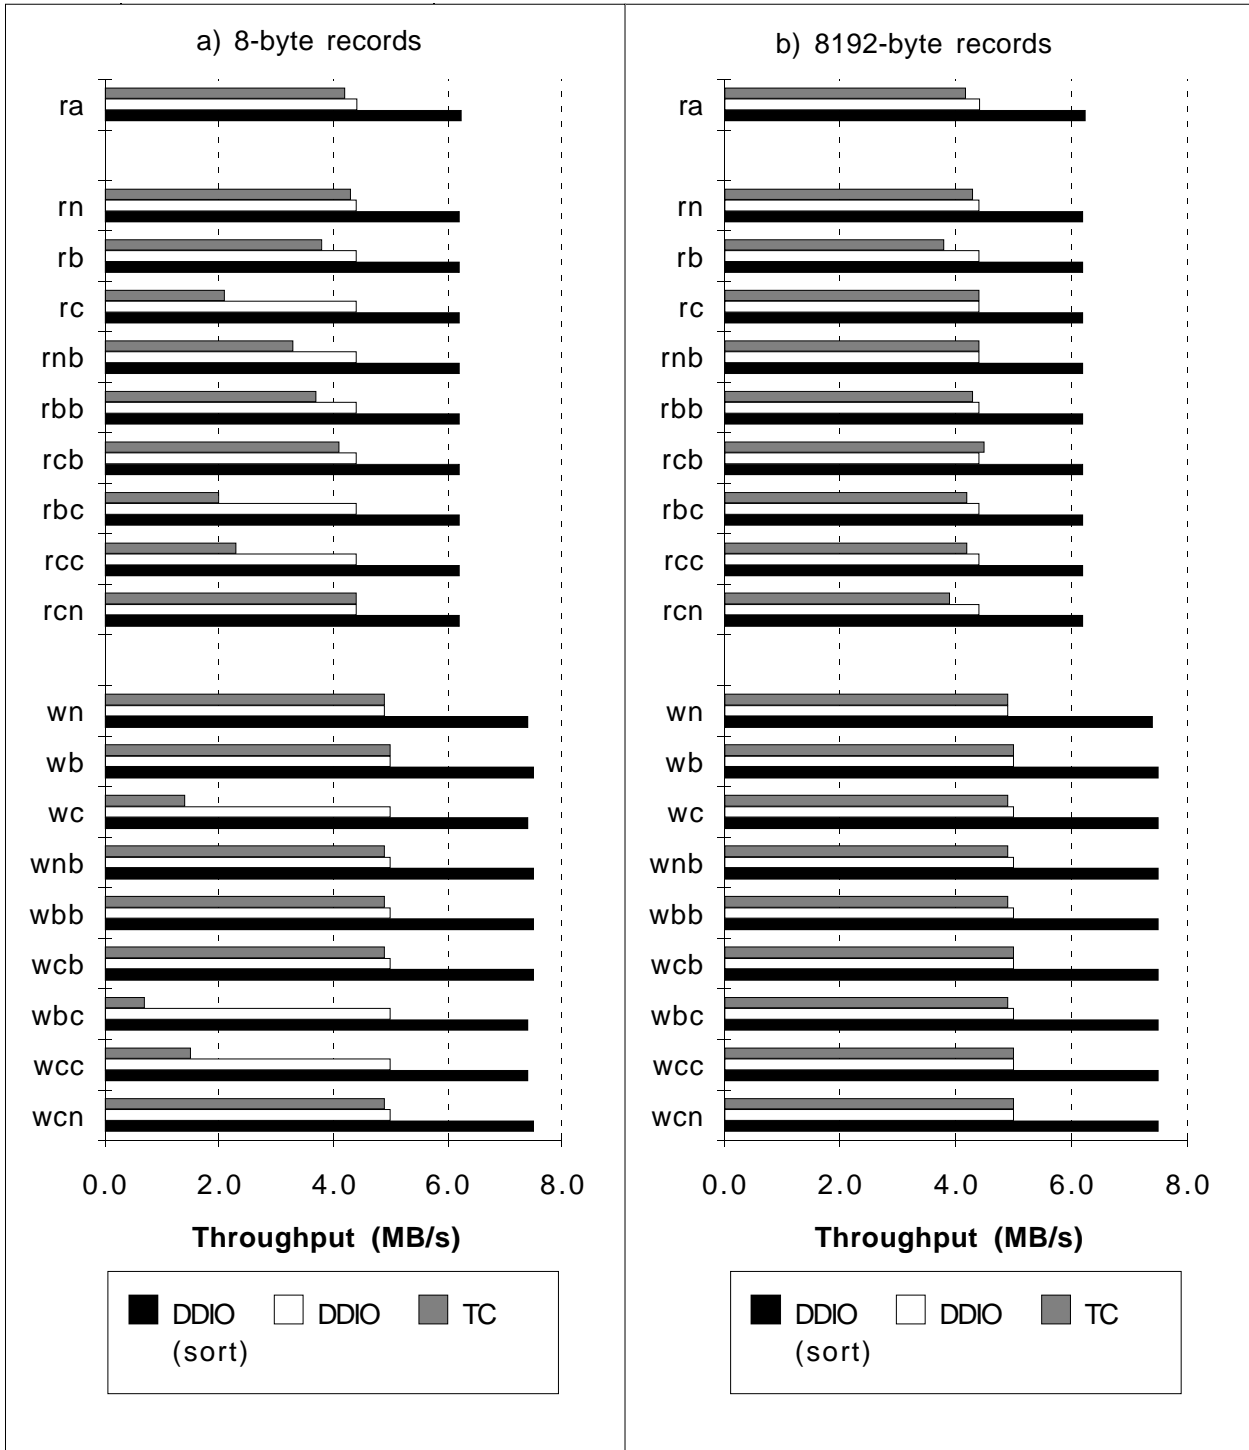 a) 8-byte records
ra
rn
rb
rc
rnb
rbb
rcb
rbc
rcc
rcn
wn
wb
wc
wnb
wbb
wcb
wbc
wcc
wcn
0.0 2.0 4.0 6.0 8.0
Throughput (MB/s)
DDIO DDIO TC
(sort)
b) 8192-byte records
ra
rn
rb
rc
rnb
rbb
rcb
rbc
rcc
rcn
wn
wb
wc
wnb
wbb
wcb
wbc
wcc
wcn
0.0 2.0 4.0 6.0 8.0
Throughput (MB/s)
DDIO DDIO TC
(sort)